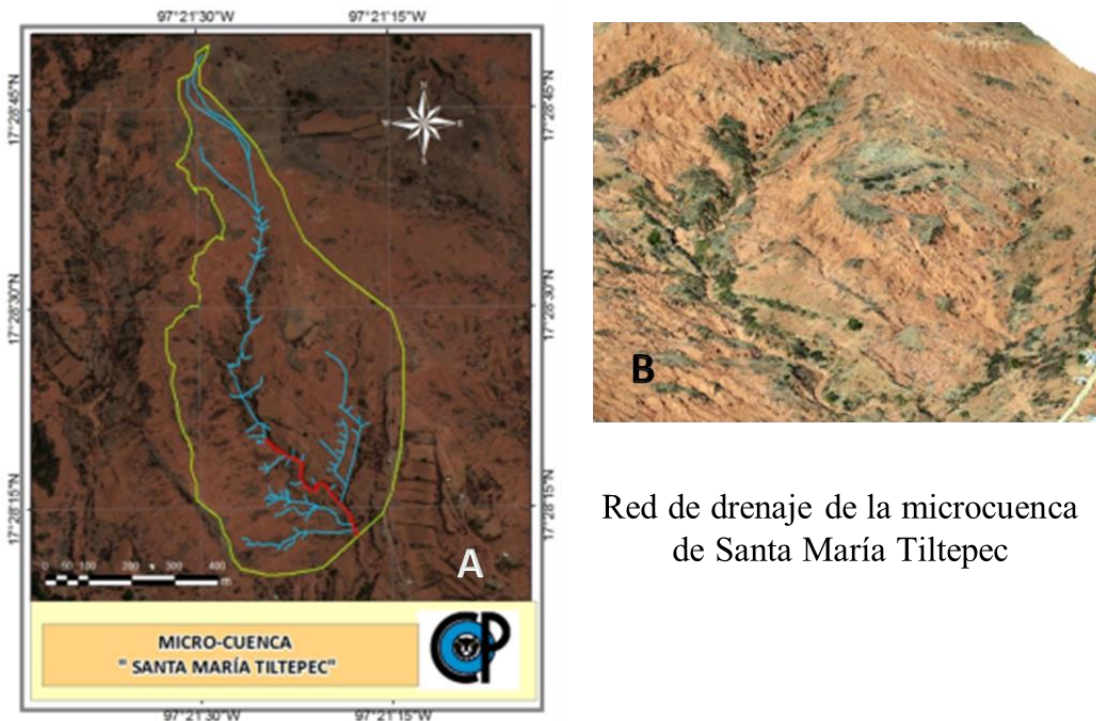 97°21'30"W 97°21'15"W
17°28'45"N 17°28'45"N
N
W E
S
17°28'30"N 17°28'30"N
17°28'15"N 17°28'15"N
0 50 100 200 300 400
m
A
MICRO-CUENCA
" SANTA MARÍA TILTEPEC"
CP
97°21'30"W 97°21'15"W
B
Red de drenaje de la microcuenca
de Santa María Tiltepec